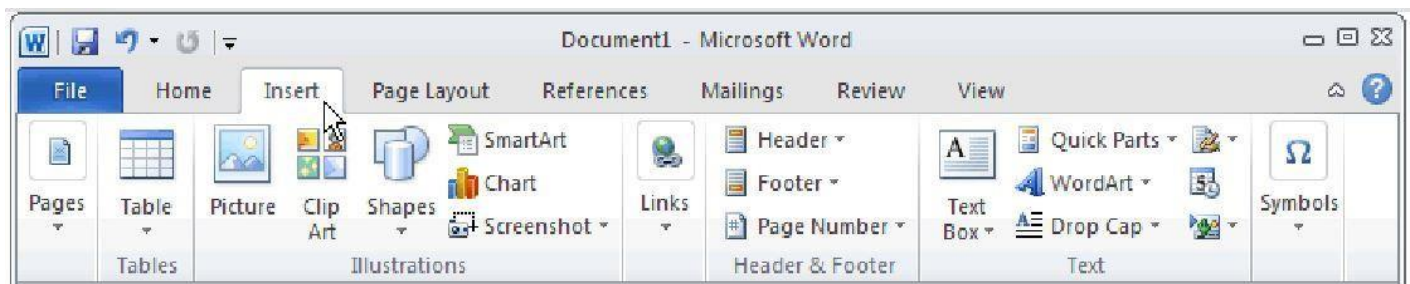 W Document1 - Microsoft Word
File Home Insert Page Layout References Mailings Review View
SmartArt Header Quick Parts
Chart Footer WordArt
Pages Table Picture Clip Art Shapes Screenshot Links Page Number Text Box Drop Cap Symbols
Tables Illustrations Header & Footer Text